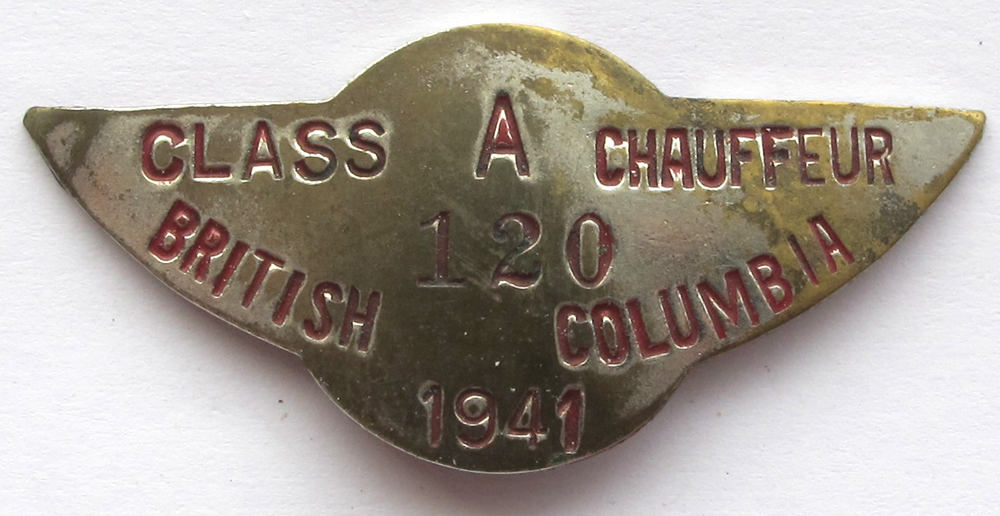 CLASS A CHAUFFEUR
120
BRITISH COLUMBIA
1941